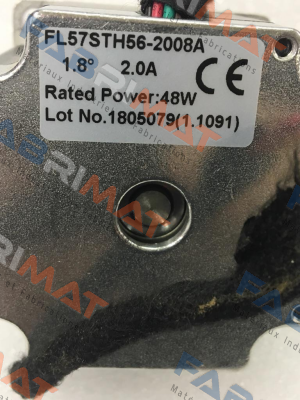 FL57STH56-2008A
1.8° 2.0A CE
Rated Power:48W
Lot No.1805079(1.1091)
FABRIMAT
FABRIMAT
FABRIMAT